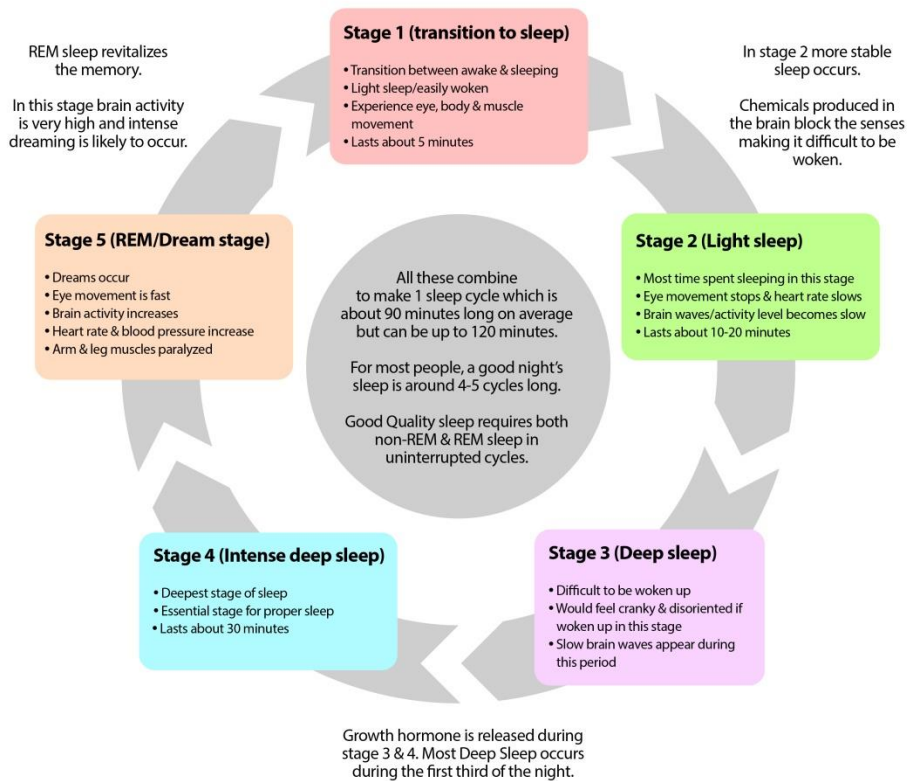 Stage 1 (transition to sleep)
• Transition between awake & sleeping
• Light sleep/easily woken
• Experience eye, body & muscle
movement
• Lasts about 5 minutes
In stage 2 more stable
sleep occurs.
Chemicals produced in
the brain block the senses
making it difficult to be
woken.
Stage 2 (Light sleep)
• Most time spent sleeping in this stage
• Eye movement stops & heart rate slows
• Brain waves/activity level becomes slow
• Lasts about 10-20 minutes
Stage 3 (Deep sleep)
• Difficult to be woken up
• Would feel cranky & disoriented if
woken up in this stage
• Slow brain waves appear during
this period
Growth hormone is released during
stage 3 & 4. Most Deep Sleep occurs
during the first third of the night.
Stage 4 (Intense deep sleep)
• Deepest stage of sleep
• Essential stage for proper sleep
• Lasts about 30 minutes
Stage 5 (REM/Dream stage)
• Dreams occur
• Eye movement is fast
• Brain activity increases
• Heart rate & blood pressure increase
• Arm & leg muscles paralyzed
REM sleep revitalizes
the memory.
In this stage brain activity
is very high and intense
dreaming is likely to occur.
All these combine
to make 1 sleep cycle which is
about 90 minutes long on average
but can be up to 120 minutes.
For most people, a good night's
sleep is around 4-5 cycles long.
Good Quality sleep requires both
non-REM & REM sleep in
uninterrupted cycles.